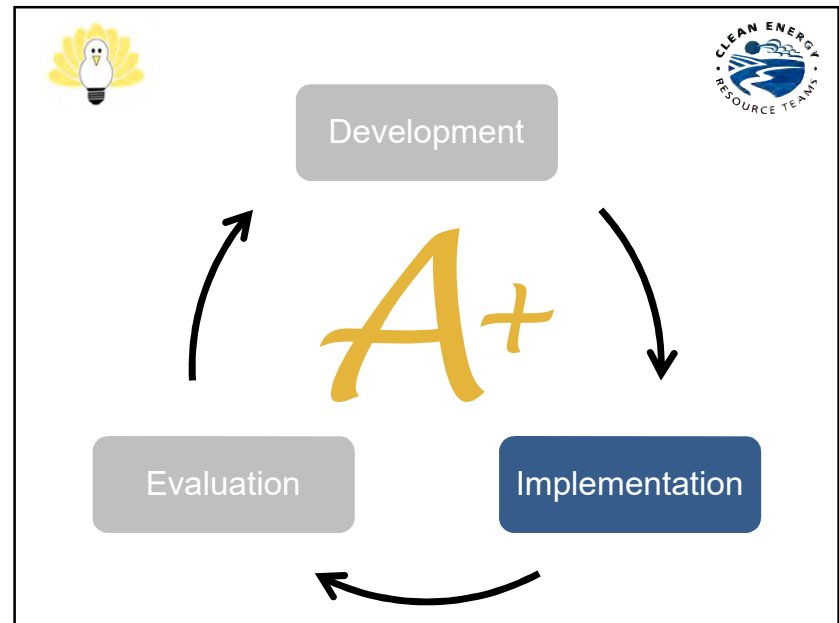 CLEAN ENERGY
RESOURCE TEAMS
Development
A+
Evaluation
Implementation